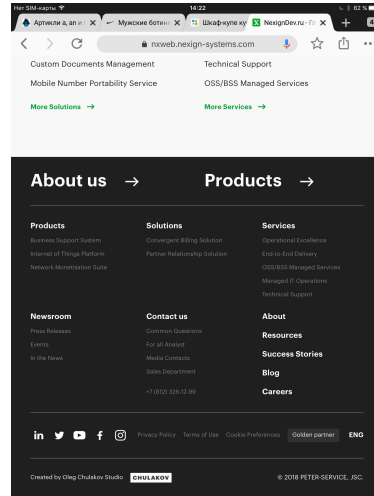 Нет SIM-карты 14:22 62 %
Артикли a, an и Мужские ботин Шкаф-купе ку NexignDev.ru - Гл
nxweb.nexign-systems.com
Custom Documents Management Technical Support
Mobile Number Portability Service OSS/BSS Managed Services
More Solutions → More Services →
About us → Products →
Products Solutions Services
Business Support System Convergent Billing Solution Operational Excellence
Internet of Things Platform Partner Relationship Solution End-to-End Delivery
Network Monetisation Suite OSS/BSS Managed Services
Managed IT Operations
Technical Support
Newsroom Contact us About
Press Releases Common Questions Resources
Events For all Analyst
In the News Media Contacts Success Stories
Sales Department Blog
+7 (812) 326-12-99 Careers
in f Privacy Policy Terms of Use Cookie Preferences Golden partner ENG
Created by Oleg Chulakov Studio CHULAKOV © 2018 PETER-SERVICE, JSC.